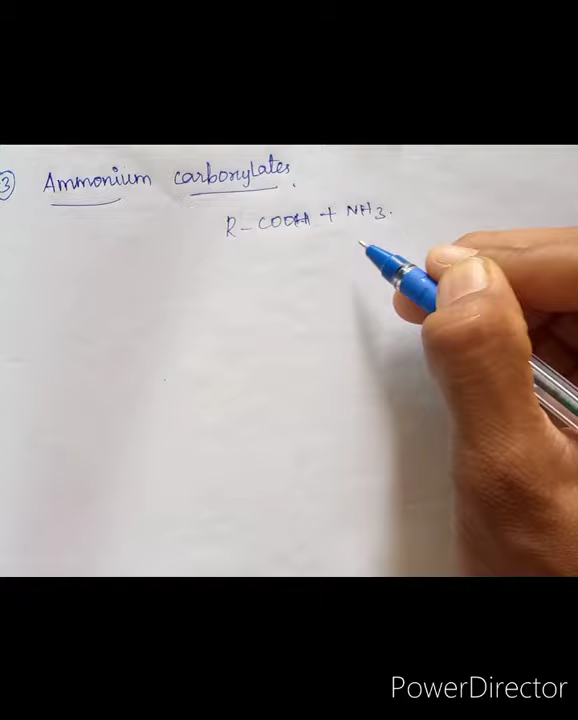 3 Ammonium carboxylates.
R-COOH + NH3.
PowerDirector